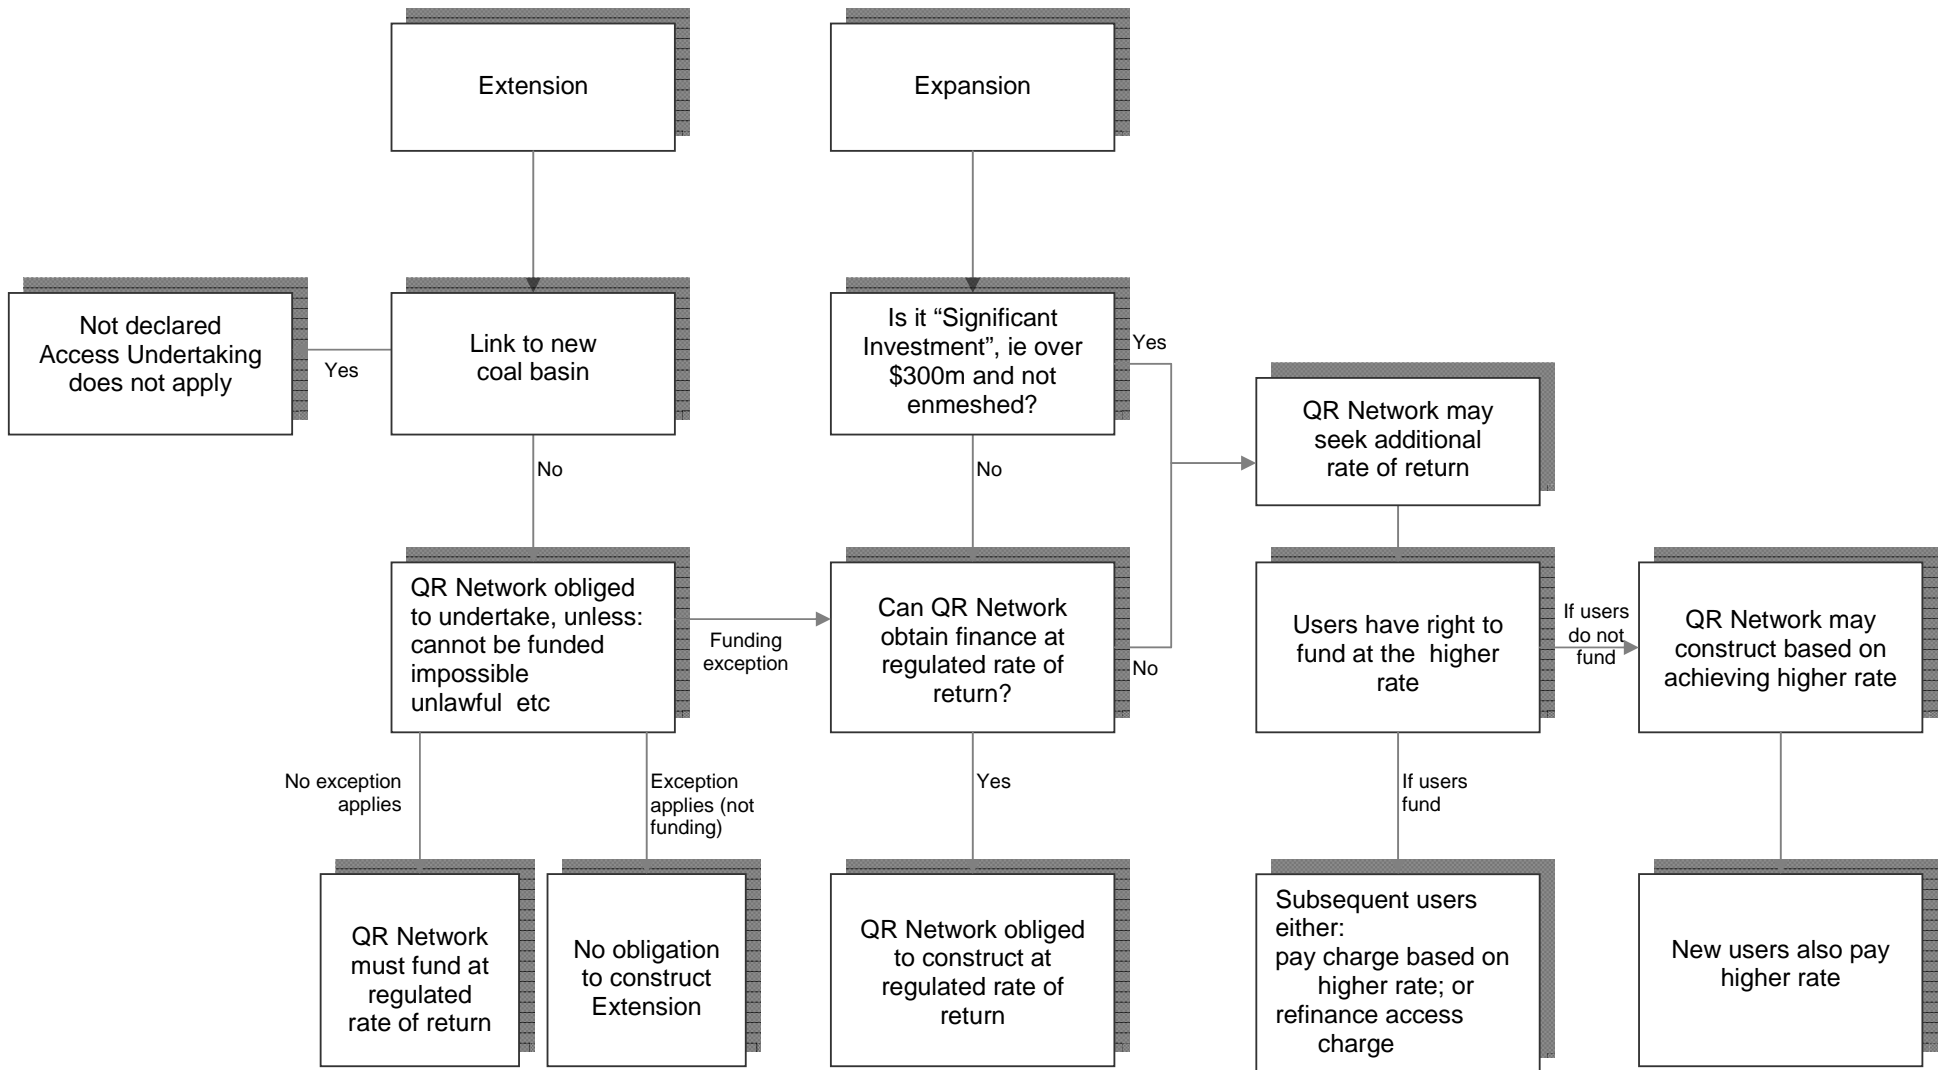 Extension
Expansion
Not declared
Access Undertaking
does not apply
Yes
Link to new
coal basin
Is it “Significant
Investment”, ie over
$300m and not
enmeshed?
Yes
QR Network may
seek additional
rate of return
No
No
QR Network obliged
to undertake, unless:
cannot be funded
impossible
unlawful etc
Funding
exception
Can QR Network
obtain finance at
regulated rate of
return?
No
Users have right to
fund at the higher
rate
If users
do not
fund
QR Network may
construct based on
achieving higher rate
No exception
applies
Exception
applies (not
funding)
Yes
If users
fund
QR Network
must fund at
regulated
rate of return
No obligation
to construct
Extension
QR Network obliged
to construct at
regulated rate of
return
Subsequent users
either:
pay charge based on
higher rate; or
refinance access
charge
New users also pay
higher rate